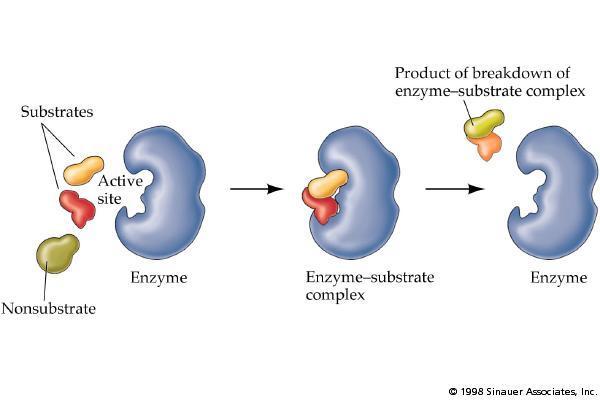 Substrates
Active
site
Nonsubstrate
Enzyme
Enzyme–substrate
complex
Product of breakdown of
enzyme–substrate complex
Enzyme
© 1998 Sinauer Associates, Inc.